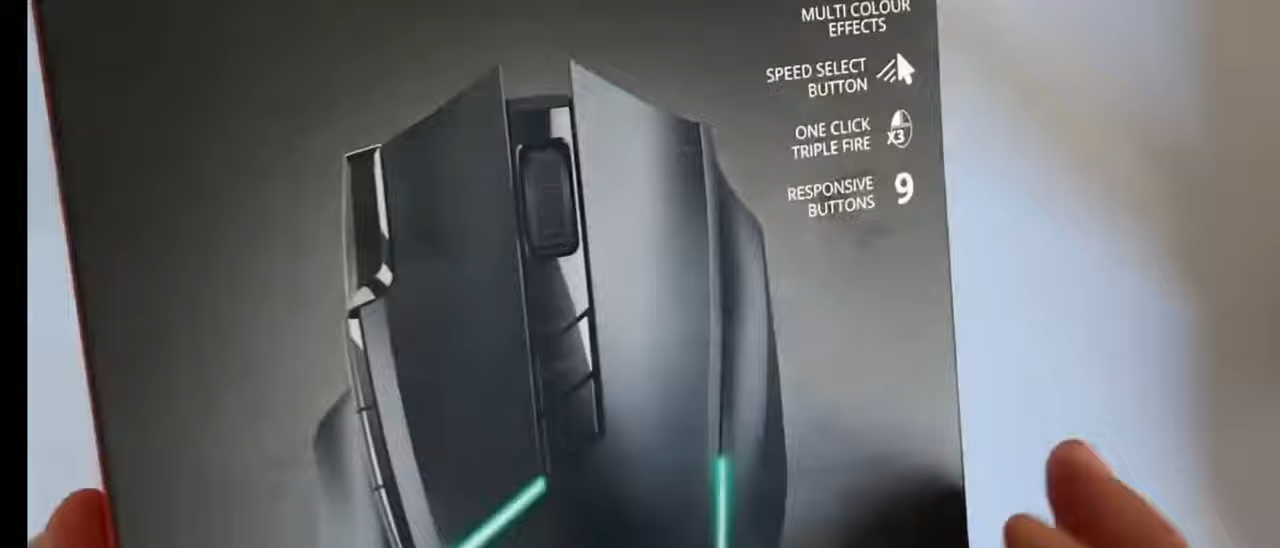 MULTI COLOUR
EFFECTS
SPEED SELECT
BUTTON
ONE CLICK
TRIPLE FIRE
X3
RESPONSIVE
BUTTONS
9